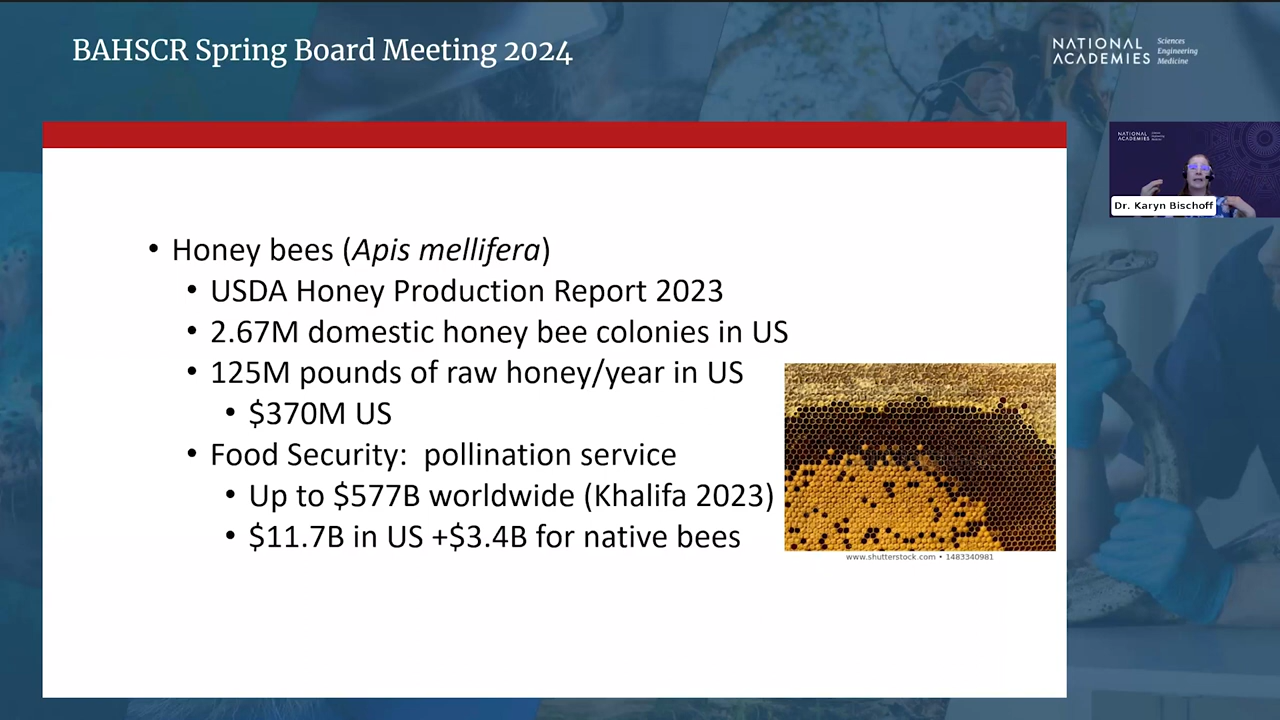 BAHSCR Spring Board Meeting 2024
NATIONAL ACADEMIES
Sciences
Engineering
Medicine
NATIONAL
ACADEMIES
Dr. Karyn Bischoff
• Honey bees (Apis mellifera)
• USDA Honey Production Report 2023
• 2.67M domestic honey bee colonies in US
• 125M pounds of raw honey/year in US
• $370M US
• Food Security:  pollination service
• Up to $577B worldwide (Khalifa 2023)
• $11.7B in US +$3.4B for native bees
www.shutterstock.com • 1483340981